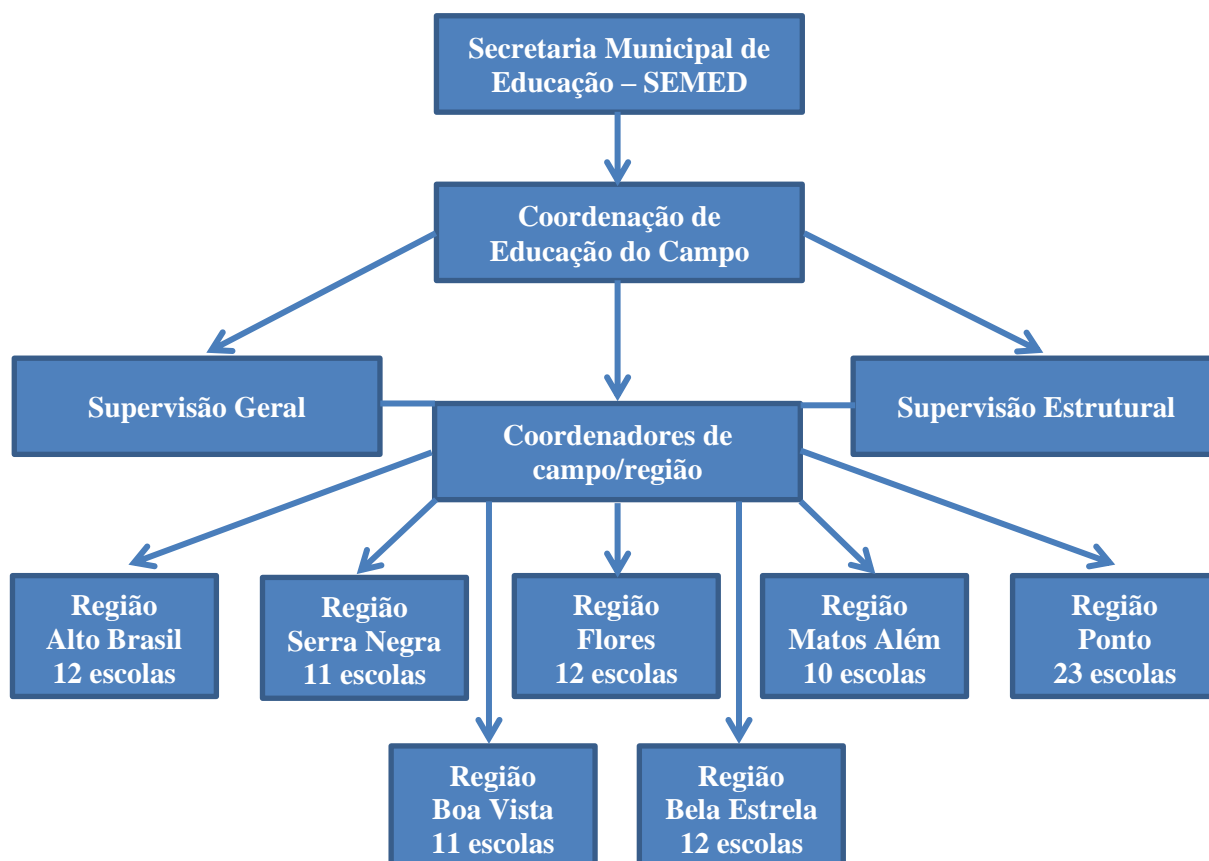 Secretaria Municipal de
Educação – SEMED
Coordenação de
Educação do Campo
Supervisão Geral
Supervisão Estrutural
Coordenadores de
campo/região
Região
Alto Brasil
12 escolas
Região
Serra Negra
11 escolas
Região
Flores
12 escolas
Região
Matos Além
10 escolas
Região
Ponto
23 escolas
Região
Boa Vista
11 escolas
Região
Bela Estrela
12 escolas